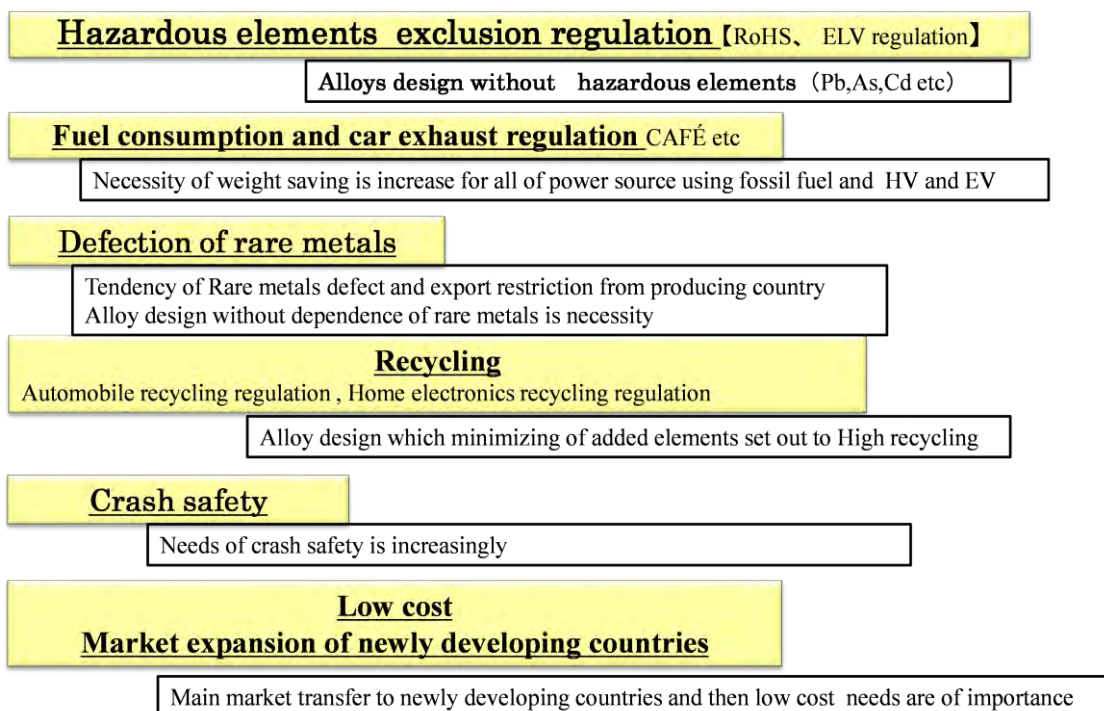 Hazardous elements exclusion regulation【RoHS、 ELV regulation】
Alloys design without hazardous elements（Pb,As,Cd etc）
Fuel consumption and car exhaust regulation CAFÉ etc
Necessity of weight saving is increase for all of power source using fossil fuel and HV and EV
Defection of rare metals
Tendency of Rare metals defect and export restriction from producing country
Alloy design without dependence of rare metals is necessity
Recycling
Automobile recycling regulation , Home electronics recycling regulation
Alloy design which minimizing of added elements set out to High recycling
Crash safety
Needs of crash safety is increasingly
Low cost
Market expansion of newly developing countries
Main market transfer to newly developing countries and then low cost needs are of importance